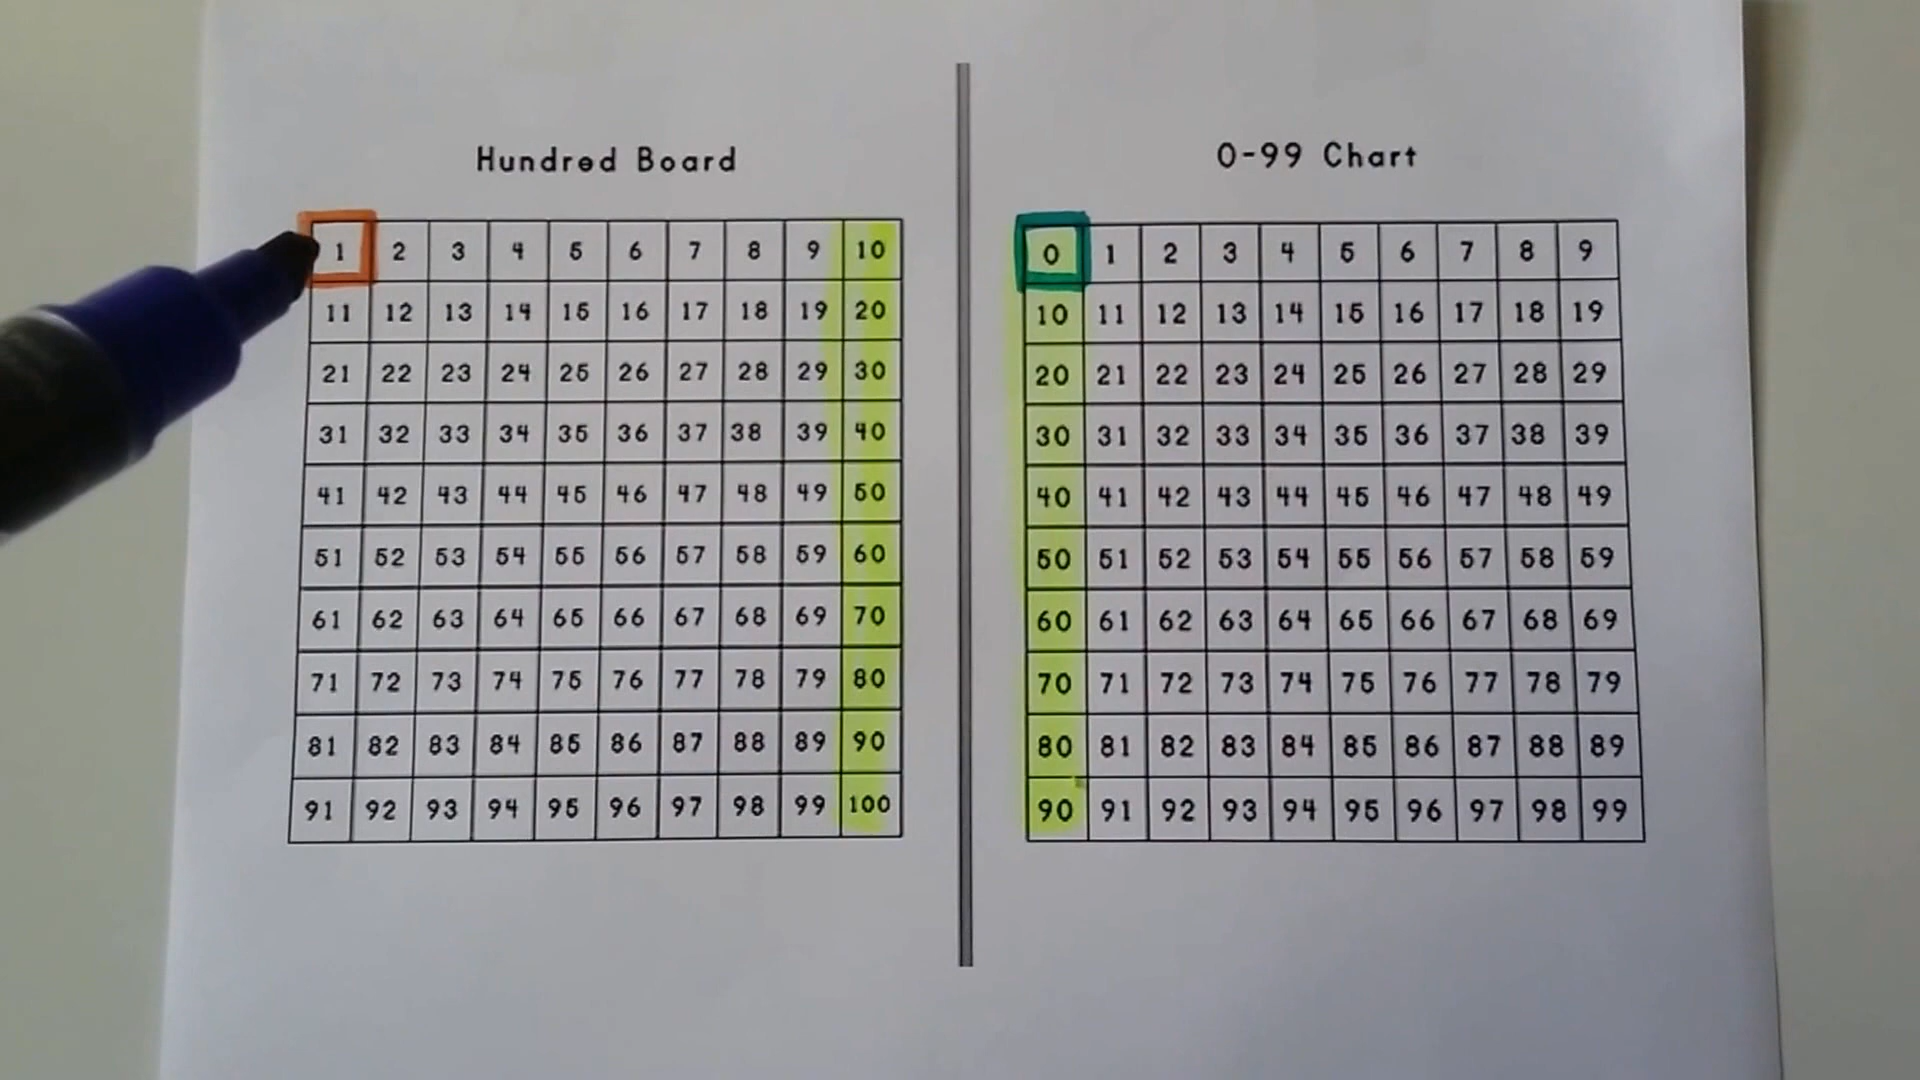 Hundred Board
1 2 3 4 5 6 7 8 9 10
11 12 13 14 15 16 17 18 19 20
21 22 23 24 25 26 27 28 29 30
31 32 33 34 35 36 37 38 39 40
41 42 43 44 45 46 47 48 49 50
51 52 53 54 55 56 57 58 59 60
61 62 63 64 65 66 67 68 69 70
71 72 73 74 75 76 77 78 79 80
81 82 83 84 85 86 87 88 89 90
91 92 93 94 95 96 97 98 99 100
0-99 Chart
0 1 2 3 4 5 6 7 8 9
10 11 12 13 14 15 16 17 18 19
20 21 22 23 24 25 26 27 28 29
30 31 32 33 34 35 36 37 38 39
40 41 42 43 44 45 46 47 48 49
50 51 52 53 54 55 56 57 58 59
60 61 62 63 64 65 66 67 68 69
70 71 72 73 74 75 76 77 78 79
80 81 82 83 84 85 86 87 88 89
90 91 92 93 94 95 96 97 98 99